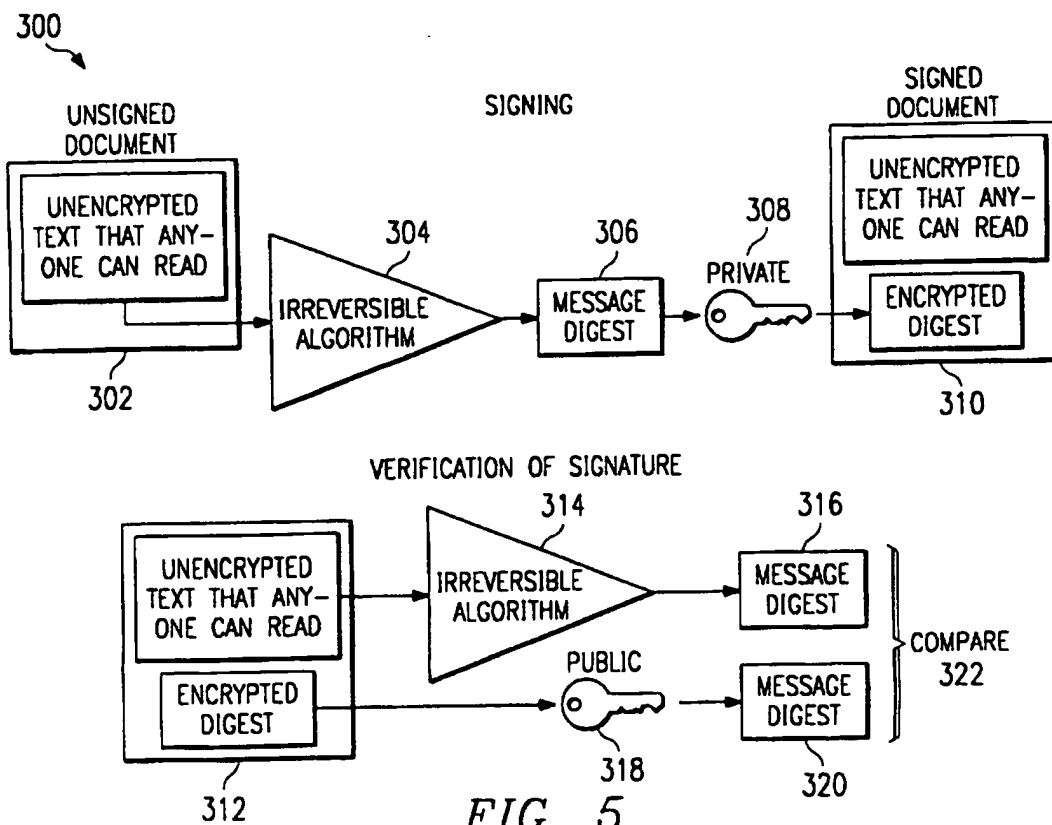 300
UNSIGNED
DOCUMENT
SIGNING
SIGNED
DOCUMENT
UNENCRYPTED
TEXT THAT ANY-
ONE CAN READ
302
304
IRREVERSIBLE
ALGORITHM
306
MESSAGE
DIGEST
308
PRIVATE
UNENCRYPTED
TEXT THAT ANY-
ONE CAN READ
ENCRYPTED
DIGEST
310
VERIFICATION OF SIGNATURE
UNENCRYPTED
TEXT THAT ANY-
ONE CAN READ
ENCRYPTED
DIGEST
312
314
IRREVERSIBLE
ALGORITHM
316
MESSAGE
DIGEST
PUBLIC
318
MESSAGE
DIGEST
320
COMPARE
322
FIG. 5